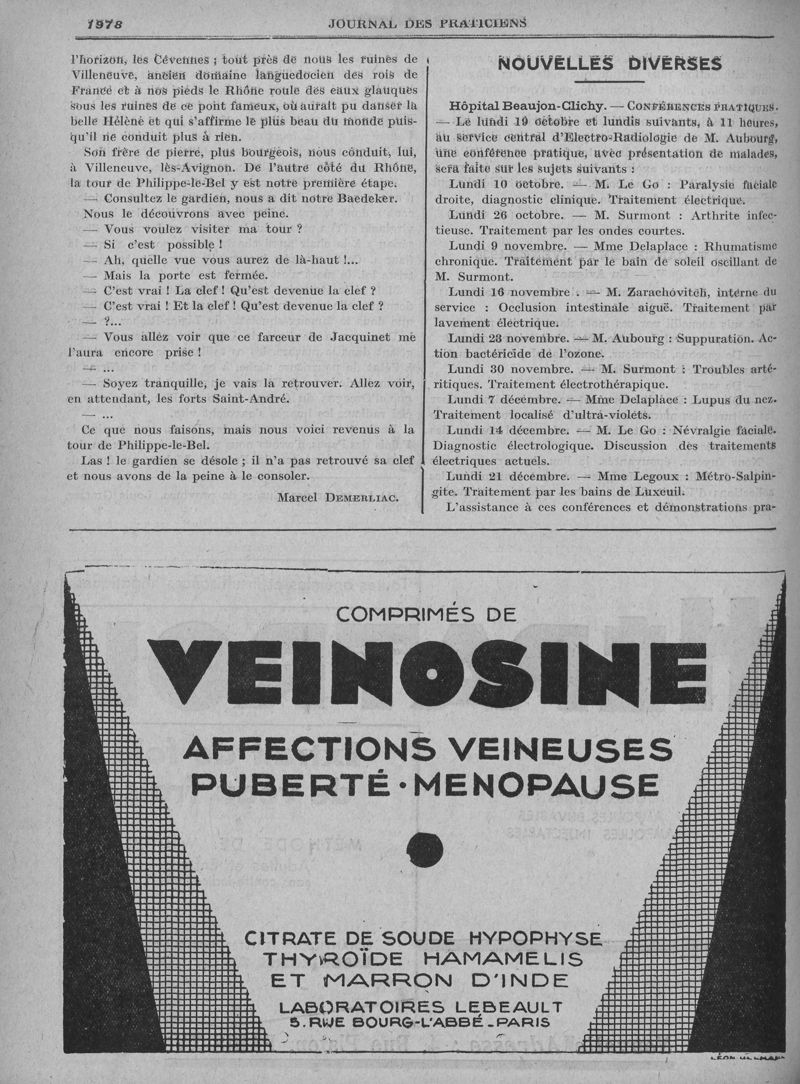 1978
JOURNAL DES PRATICIENS
l'horizon, les Cévennes ; tout près de nous les ruines de
Villeneuve, ancien domaine languedocien des rois de
France et à nos pieds le Rhône roule des eaux glauques
sous les ruines de ce pont fameux, où aurait pu danser la
belle Hélène et qui s'affirme le plus beau du monde puis-
qu'il ne conduit plus à rien.
Son frère de pierre, plus bourgeois, nous conduit, lui,
à Villeneuve, lès-Avignon. De l'autre côté du Rhône,
la tour de Philippe-le-Bel y est notre première étape.
— Consultez le gardien, nous a dit notre Baedeker.
Nous le découvrons avec peine.
— Vous voulez visiter ma tour ?
— Si c'est possible !
— Ah, quelle vue vous aurez de là-haut !...
— Mais la porte est fermée.
— C'est vrai ! La clef ! Qu'est devenue la clef ?
— C'est vrai ! Et la clef ! Qu'est devenue la clef ?
— ?...
— Vous allez voir que ce farceur de Jacquinet me
l'aura encore prise !
— ...
— Soyez tranquille, je vais la retrouver. Allez voir,
en attendant, les forts Saint-André.
— ...
Ce que nous faisons, mais nous voici revenus à la
tour de Philippe-le-Bel.
Las ! le gardien se désole ; il n'a pas retrouvé sa clef
et nous avons de la peine à le consoler.
Marcel DEMERLIAC.
NOUVELLES DIVERSES
Hôpital Beaujon-Clichy. — CONFÉRENCES PRATIQUES.
— Le lundi 19 octobre et lundis suivants, à 11 heures,
au service central d'Electro-Radiologie de M. Aubourg,
une conférence pratique, avec présentation de malades,
sera faite sur les sujets suivants :
Lundi 10 octobre. — M. Le Go : Paralysie faciale
droite, diagnostic clinique. Traitement électrique.
Lundi 26 octobre. — M. Surmont : Arthrite infec-
tieuse. Traitement par les ondes courtes.
Lundi 9 novembre. — Mme Delaplace : Rhumatisme
chronique. Traitement par le bain de soleil oscillant de
M. Surmont.
Lundi 16 novembre . — M. Zarachovitch, interne du
service : Occlusion intestinale aiguë. Traitement par
lavement électrique.
Lundi 23 novembre. — M. Aubourg : Suppuration. Ac-
tion bactéricide de l'ozone.
Lundi 30 novembre. — M. Surmont : Troubles arté-
ritiques. Traitement électrothérapique.
Lundi 7 décembre. — Mme Delaplace : Lupus du nez.
Traitement localisé d'ultra-violets.
Lundi 14 décembre. — M. Le Go : Névralgie faciale.
Diagnostic électrologique. Discussion des traitements
électriques actuels.
Lundi 21 décembre. — Mme Legoux : Métro-Salpin-
gite. Traitement par les bains de Luxeuil.
L'assistance à ces conférences et démonstrations pra-
COMPRIMÉS DE
VEINOSINE
AFFECTIONS VEINEUSES
PUBERTÉ • MENOPAUSE
CITRATE DE SOUDE HYPOPHYSE
THYROÏDE HAMAMELIS
ET MARRON D'INDE
LABORATOIRES LEBEAULT
5. RUE BOURG-L'ABBÉ - PARIS
LÉON